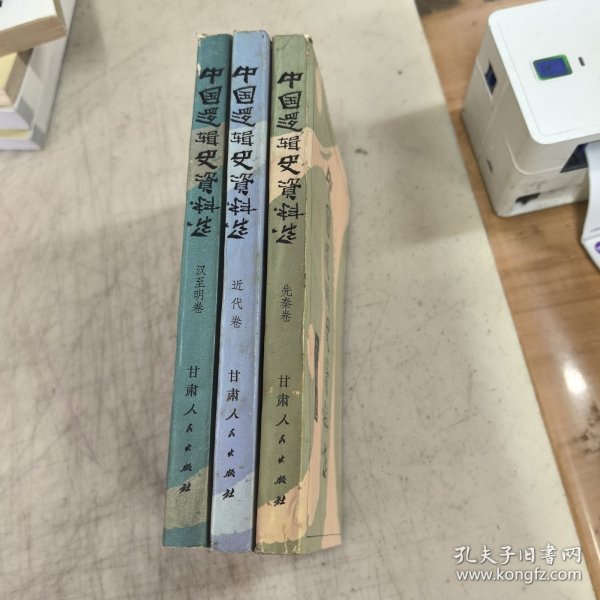 中国逻辑史资料选
汉至明卷
甘肃人民出版社
中国逻辑史资料选
近代卷
甘肃人民出版社
中国逻辑史资料选
先秦卷
甘肃人民出版社
孔夫子旧书网
www.kongfz.com